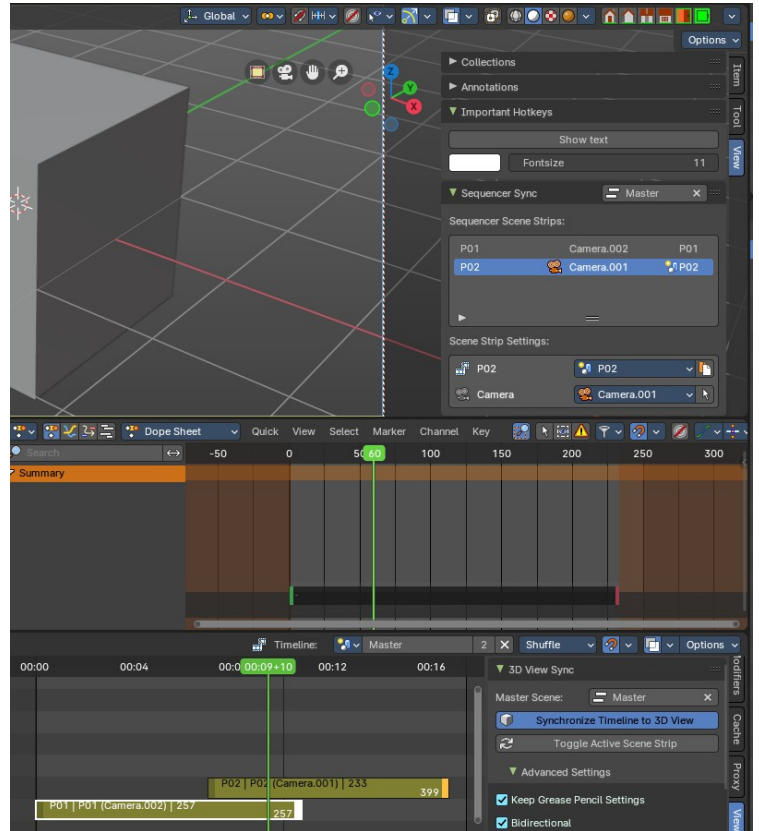 Global
Options
Collections
Annotations
Important Hotkeys
Show text
Fontsize 11
Sequencer Sync Master
Sequencer Scene Strips:
P01 Camera.002 P01
P02 Camera.001 P02
Scene Strip Settings:
P02 P02
Camera Camera.001
Item
Tool
View
Z
Y
X
Dope Sheet Quick View Select Marker Channel Key
Search
-50 0 50 60 100 150 200 250 300
Summary
Timeline: Master 2 Shuffle Options
00:00 00:04 00:0 00:09+10 00:12 00:16
3D View Sync
Master Scene: Master
Synchronize Timeline to 3D View
Toggle Active Scene Strip
Advanced Settings
Keep Grease Pencil Settings
Bidirectional
odifiers
Cache
Proxy
View
P02 | P02 (Camera.001) | 233
399
P01 | P01 (Camera.002) | 257
257